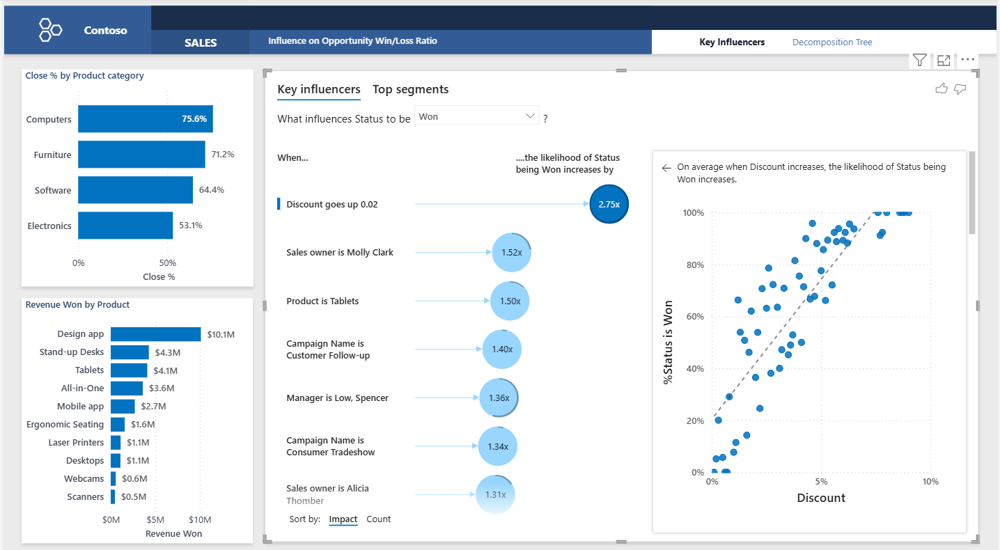 Contoso
SALES
Influence on Opportunity Win/Loss Ratio
Key Influencers
Decomposition Tree
Close % by Product category
Computers
75.6%
Furniture
71.2%
Software
64.4%
Electronics
53.1%
0%
50%
Close %
Revenue Won by Product
Design app
$10.1M
Stand-up Desks
$4.3M
Tablets
$4.1M
All-in-One
$3.6M
Mobile app
$2.7M
Ergonomic Seating
$1.6M
Laser Printers
$1.1M
Desktops
$1.1M
Webcams
$0.6M
Scanners
$0.5M
$0M
$5M
$10M
Revenue Won
Key influencers
Top segments
What influences Status to be
Won
?
When...
....the likelihood of Status
being Won increases by
Discount goes up 0.02
2.75x
Sales owner is Molly Clark
1.52x
Product is Tablets
1.50x
Campaign Name is
Customer Follow-up
1.40x
Manager is Low, Spencer
1.36x
Campaign Name is
Consumer Tradeshow
1.34x
Sales owner is Alicia
Thomber
1.31x
Sort by:
Impact
Count
On average when Discount increases, the likelihood of Status being
Won increases.
%Status is Won
100%
80%
60%
40%
20%
0%
0%
5%
10%
Discount